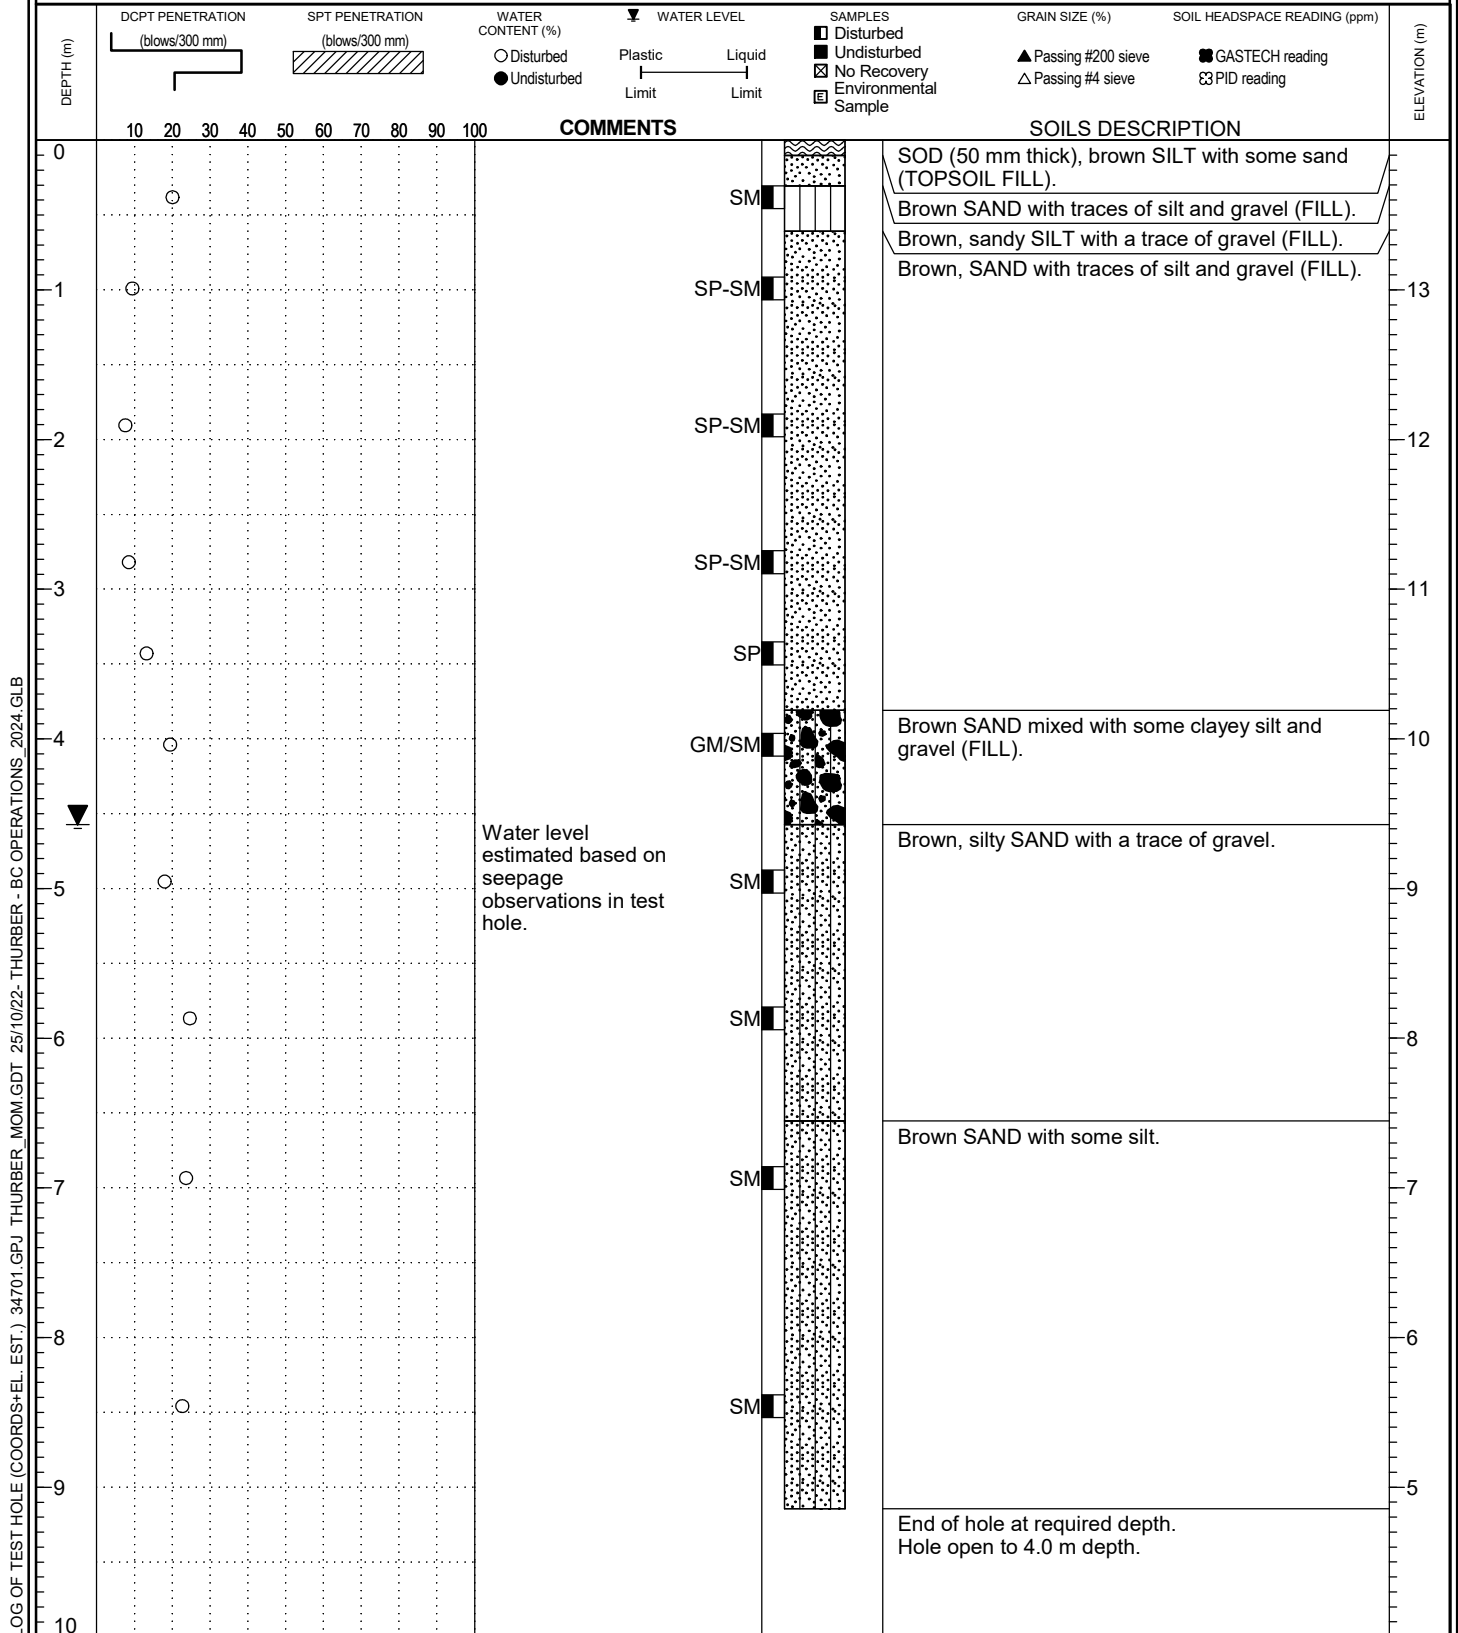 DCPT PENETRATION
(blows/300 mm)
SPT PENETRATION
(blows/300 mm)
WATER
CONTENT (%)
Disturbed
Undisturbed
WATER LEVEL
Plastic Liquid
Limit Limit
SAMPLES
Disturbed
Undisturbed
No Recovery
E Environmental
Sample
GRAIN SIZE (%)
Passing #200 sieve
Passing #4 sieve
SOIL HEADSPACE READING (ppm)
GASTECH reading
PID reading
DEPTH (m)
ELEVATION (m)
10 20 30 40 50 60 70 80 90 100
COMMENTS
SOILS DESCRIPTION
0
SOD (50 mm thick), brown SILT with some sand
(TOPSOIL FILL).
SM
Brown SAND with traces of silt and gravel (FILL).
Brown, sandy SILT with a trace of gravel (FILL).
Brown, SAND with traces of silt and gravel (FILL).
1 SP-SM 13
2 SP-SM 12
SP-SM
3 11
SP
Brown SAND mixed with some clayey silt and
gravel (FILL).
4 GM/SM 10
Water level
estimated based on
seepage
observations in test
hole.
Brown, silty SAND with a trace of gravel.
5 SM 9
SM
6 8
Brown SAND with some silt.
SM
7 7
8 6
SM
9 5
End of hole at required depth.
Hole open to 4.0 m depth.
10
LOG OF TEST HOLE (COORDS+EL. EST.) 34701.GPJ THURBER_MOM.GDT 25/10/22- THURBER - BC OPERATIONS_2024.GLB